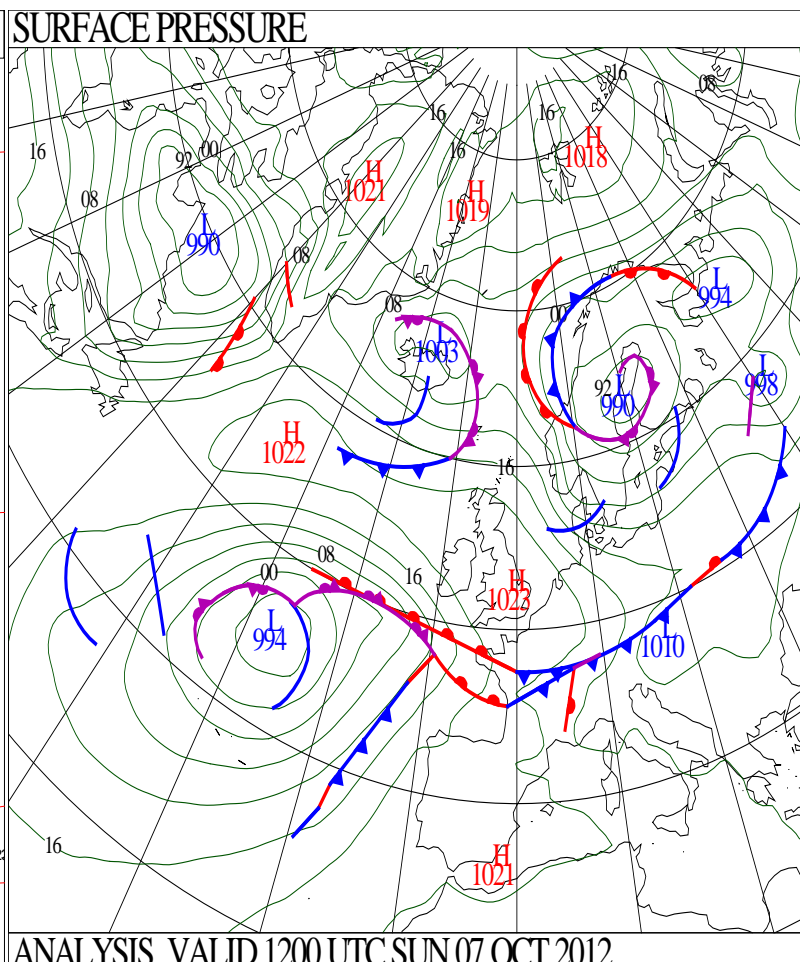 SURFACE PRESSURE
16
08
16
16
H
1018
16
00
92
16
H
1021
H
1019
08
L
990
08
L
994
08
00
L
1003
L
998
92
L
990
H
1022
16
08
00
16
H
1023
L
994
L
1010
16
H
1021
ANALYSIS VALID 1200 UTC SUN 07 OCT 2012